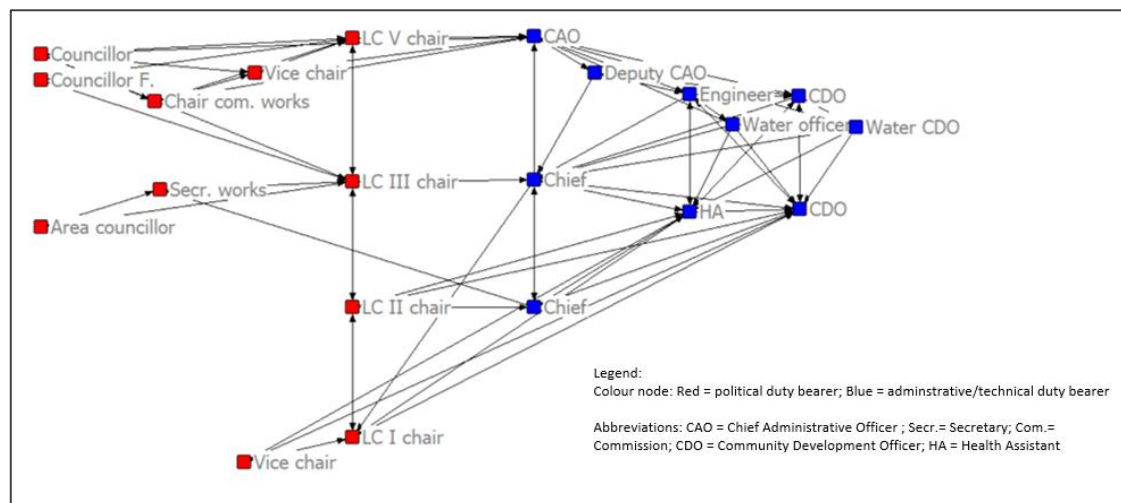 LC V chair
CAO
Councillor
Vice chair
Deputy CAO
Councillor F.
Chair com. works
Engineer
CDO
Water officer
Water CDO
LC III chair
Chief
Secr. works
HA
CDO
Area councillor
LC II chair
Chief
Legend:
Colour node: Red = political duty bearer; Blue = adminstrative/technical duty bearer
Abbreviations: CAO = Chief Administrative Officer ; Secr.= Secretary; Com.=
Commission; CDO = Community Development Officer; HA = Health Assistant
LC I chair
Vice chair